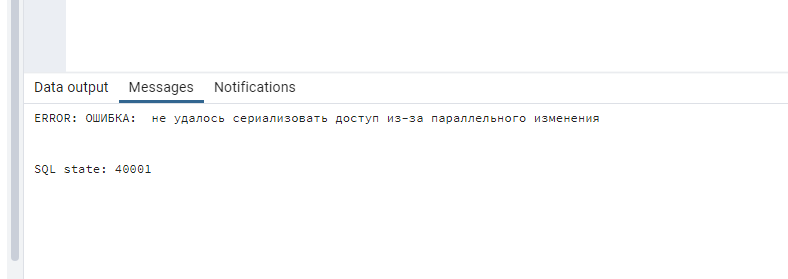 Data output Messages Notifications
ERROR: ОШИБКА:  не удалось сериализовать доступ из-за параллельного изменения
SQL state: 40001